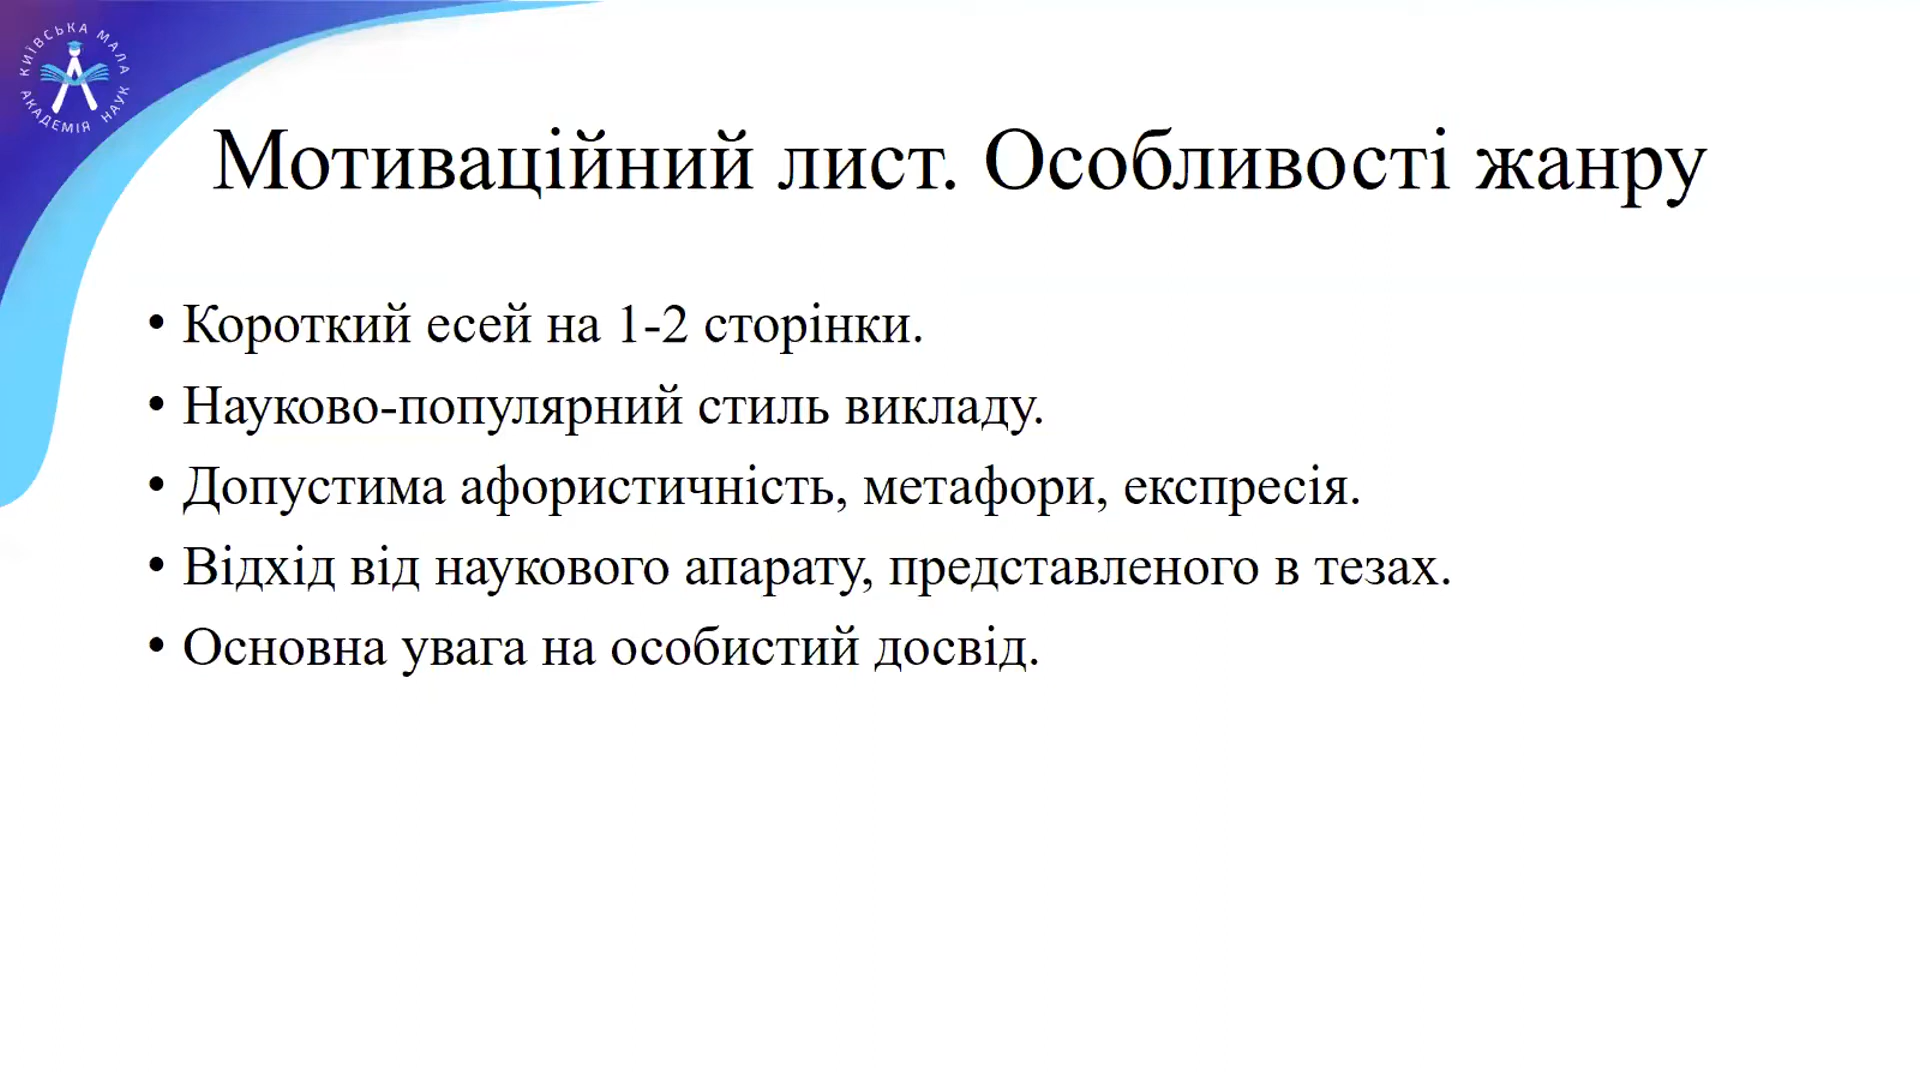 КИЇВСЬКА МАЛА
АКАДЕМІЯ НАУК
Мотиваційний лист. Особливості жанру
• Короткий есей на 1-2 сторінки.
• Науково-популярний стиль викладу.
• Допустима афористичність, метафори, експресія.
• Відхід від наукового апарату, представленого в тезах.
• Основна увага на особистий досвід.